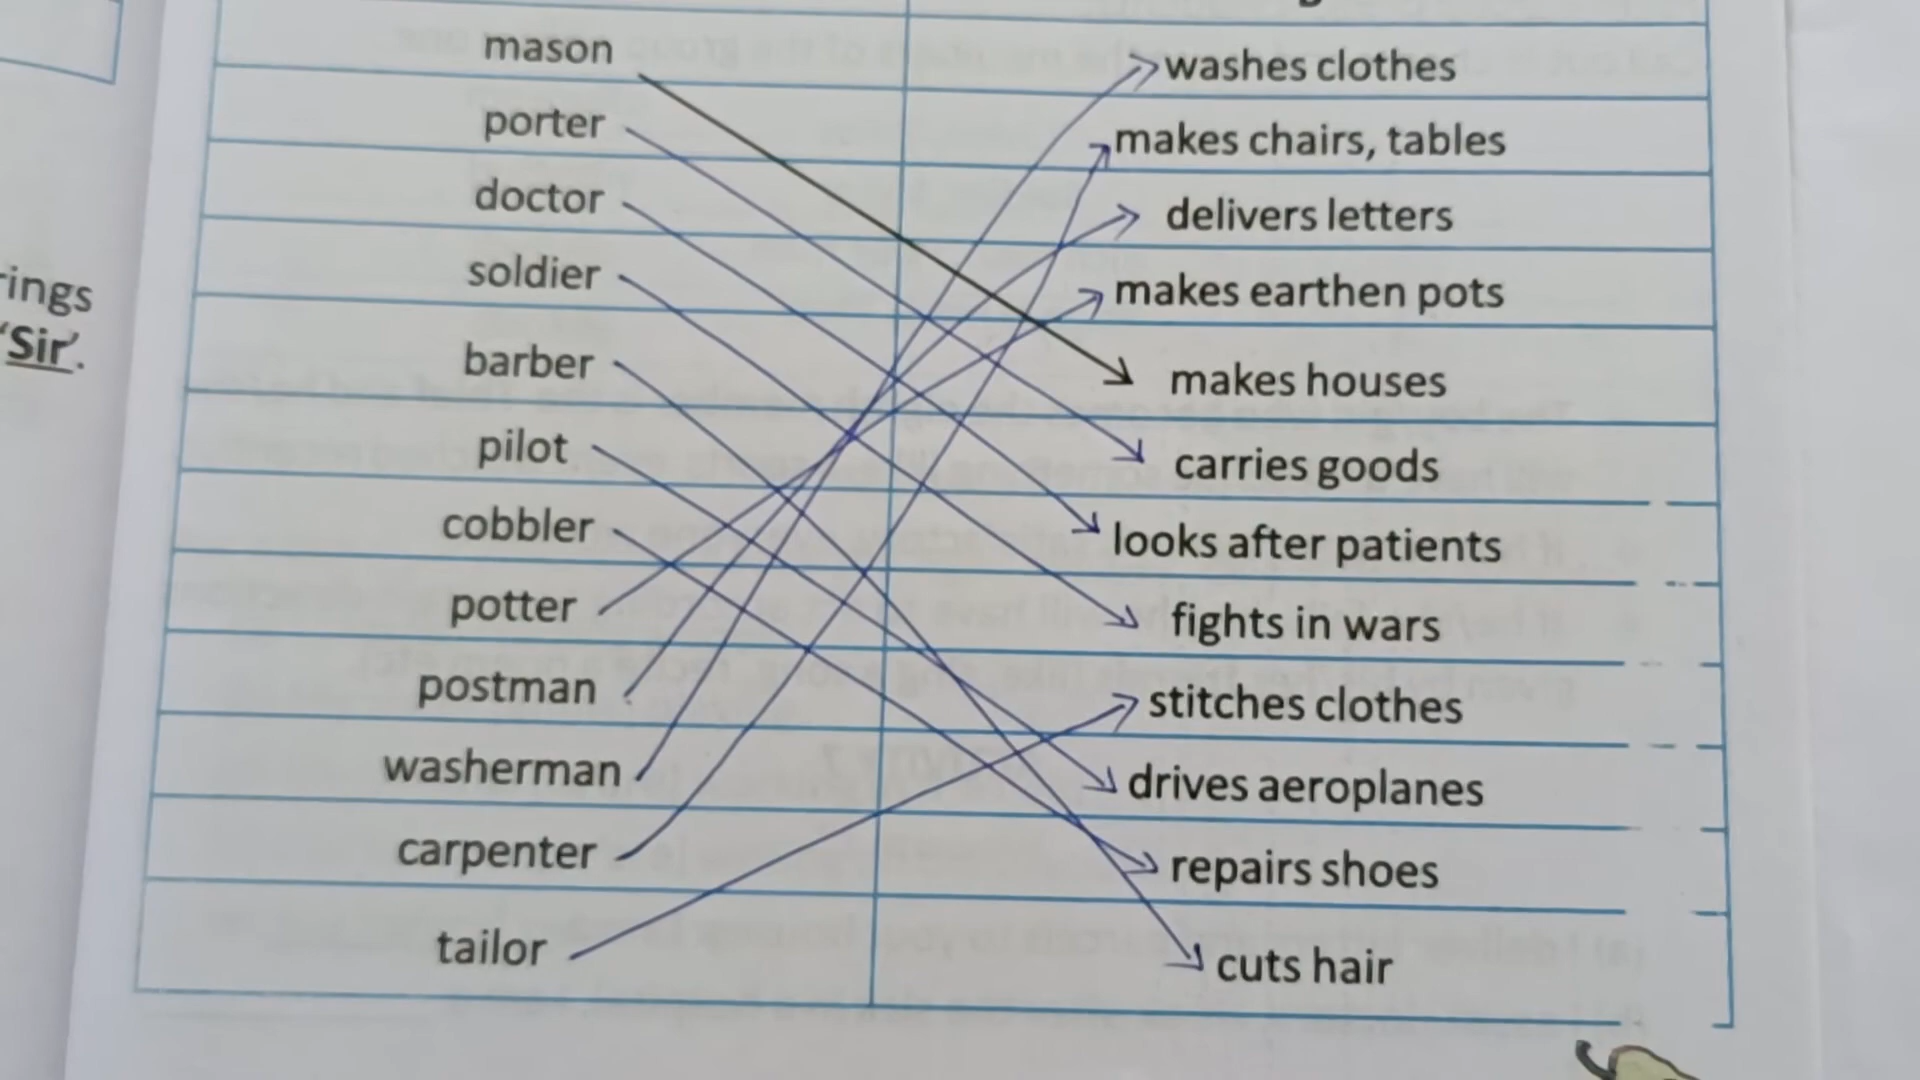 mason
washes clothes
porter
makes chairs, tables
doctor
delivers letters
soldier
makes earthen pots
rings
'Sir'.
barber
makes houses
pilot
carries goods
cobbler
looks after patients
potter
fights in wars
postman
stitches clothes
washerman
drives aeroplanes
carpenter
repairs shoes
tailor
cuts hair